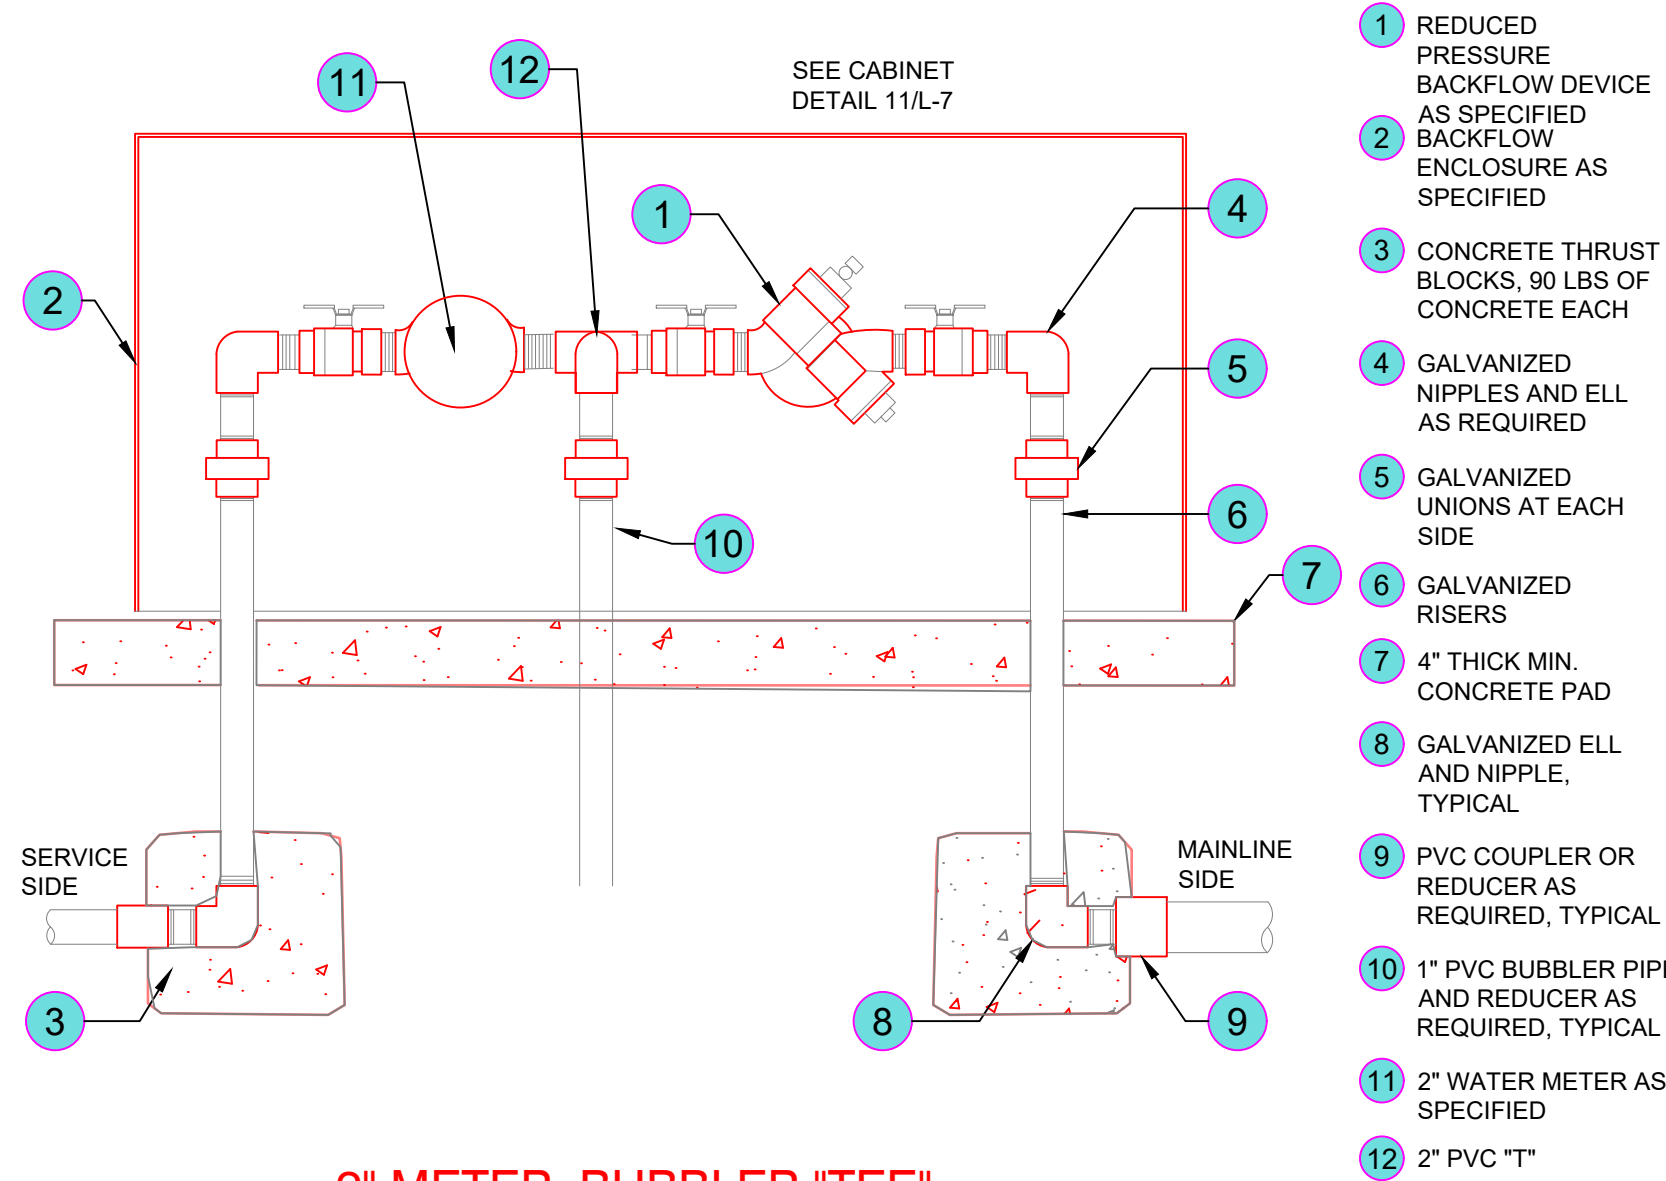 SEE CABINET
DETAIL 11/L-7
11
12
1
4
2
5
10
6
7
SERVICE
SIDE
MAINLINE
SIDE
3
8
9
1 REDUCED
PRESSURE
BACKFLOW DEVICE
AS SPECIFIED
2 BACKFLOW
ENCLOSURE AS
SPECIFIED
3 CONCRETE THRUST
BLOCKS, 90 LBS OF
CONCRETE EACH
4 GALVANIZED
NIPPLES AND ELL
AS REQUIRED
5 GALVANIZED
UNIONS AT EACH
SIDE
6 GALVANIZED
RISERS
7 4" THICK MIN.
CONCRETE PAD
8 GALVANIZED ELL
AND NIPPLE,
TYPICAL
9 PVC COUPLER OR
REDUCER AS
REQUIRED, TYPICAL
10 1" PVC BUBBLER PIPE
AND REDUCER AS
REQUIRED, TYPICAL
11 2" WATER METER AS
SPECIFIED
12 2" PVC "T"
2" METER, BUBBLER "TEE"